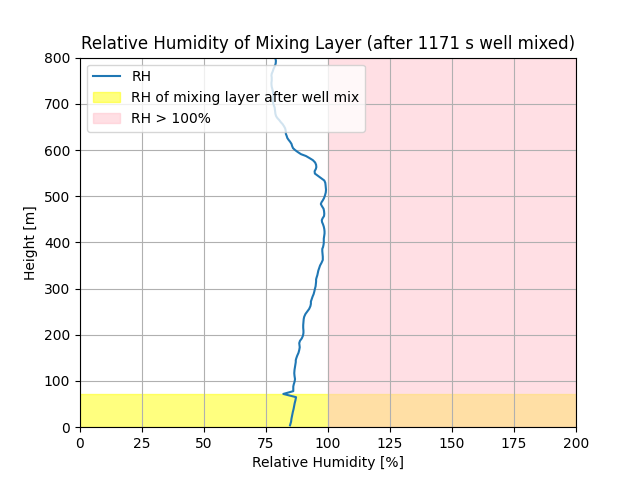 Relative Humidity of Mixing Layer (after 1171 s well mixed)
800
700
600
500
400
300
200
100
0
Height [m]
RH
RH of mixing layer after well mix
RH > 100%
0 25 50 75 100 125 150 175 200
Relative Humidity [%]